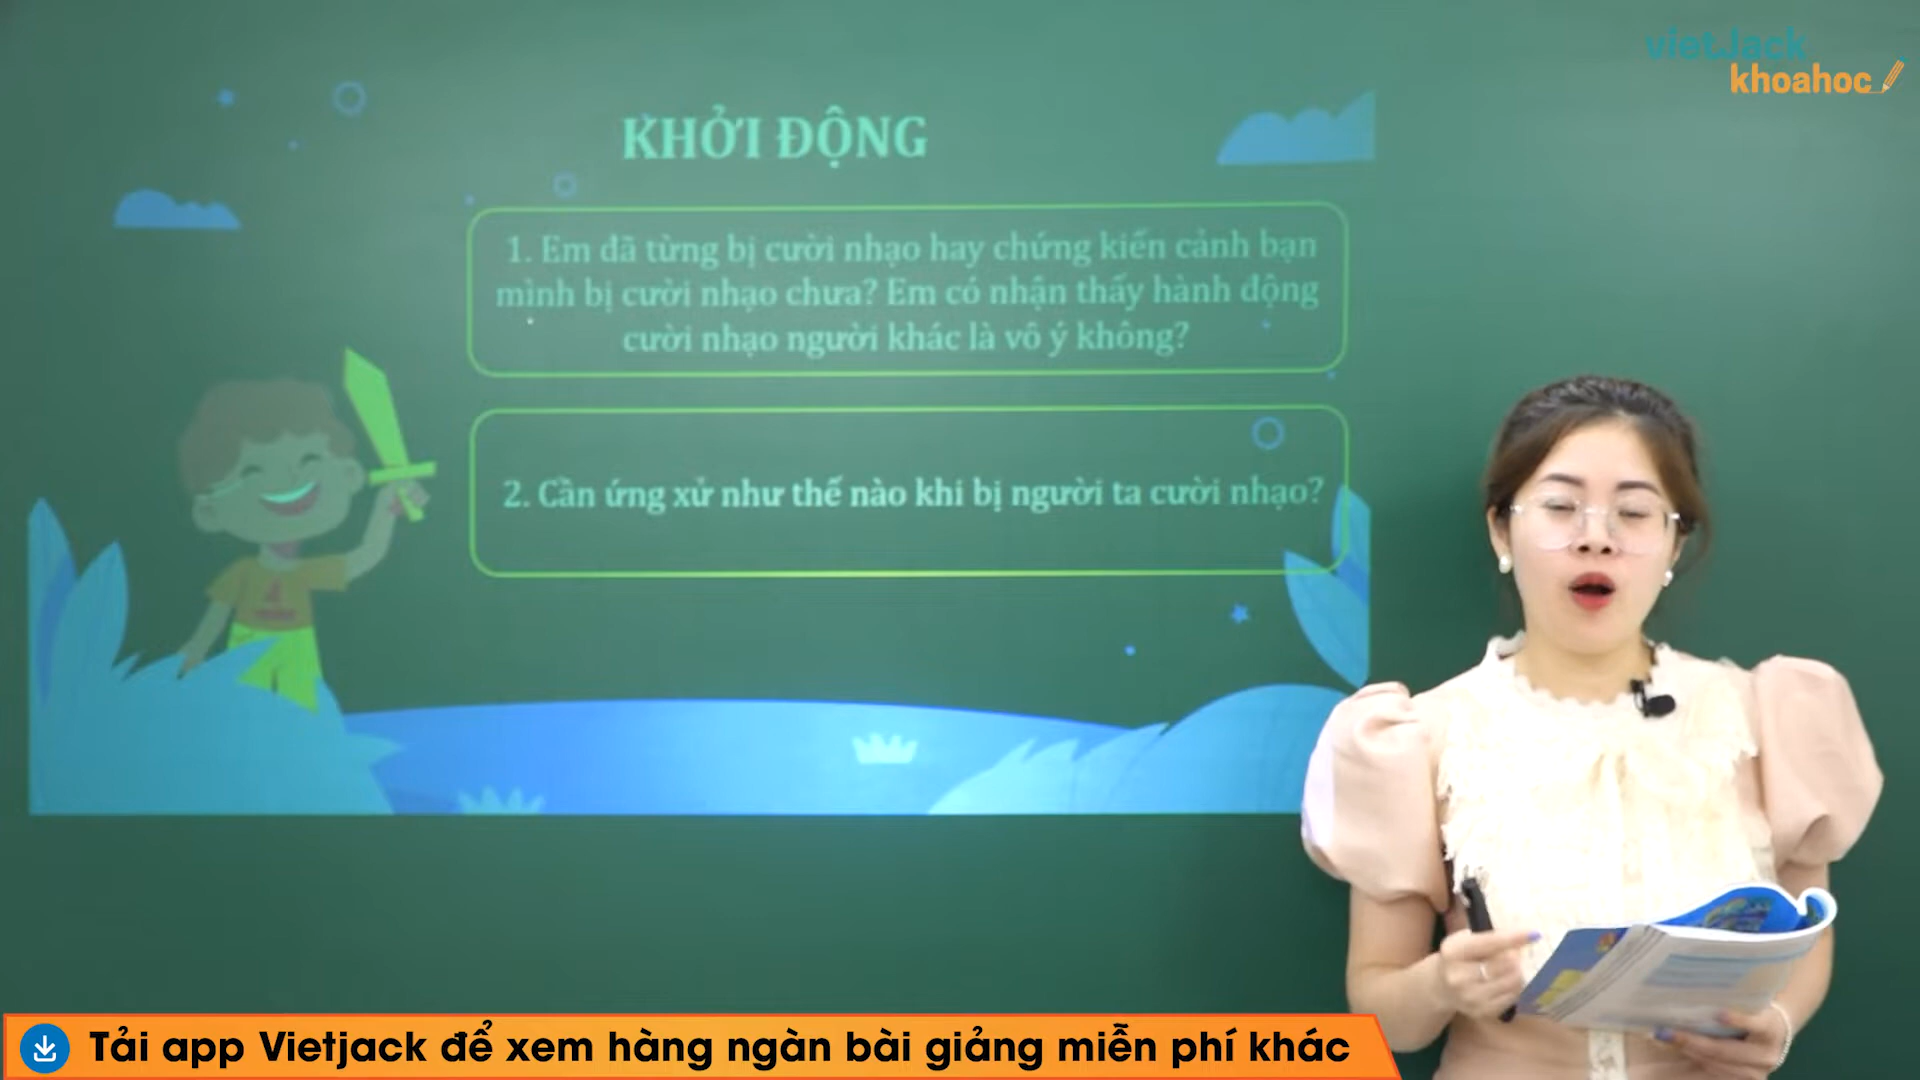 vietJack
khoahoc
KHỞI ĐỘNG
1. Em đã từng bị cười nhạo hay chứng kiến cảnh bạn
mình bị cười nhạo chưa? Em có nhận thấy hành động
cười nhạo người khác là vô ý không?
2. Cần ứng xử như thế nào khi bị người ta cười nhạo?
Tải app Vietjack để xem hàng ngàn bài giảng miễn phí khác